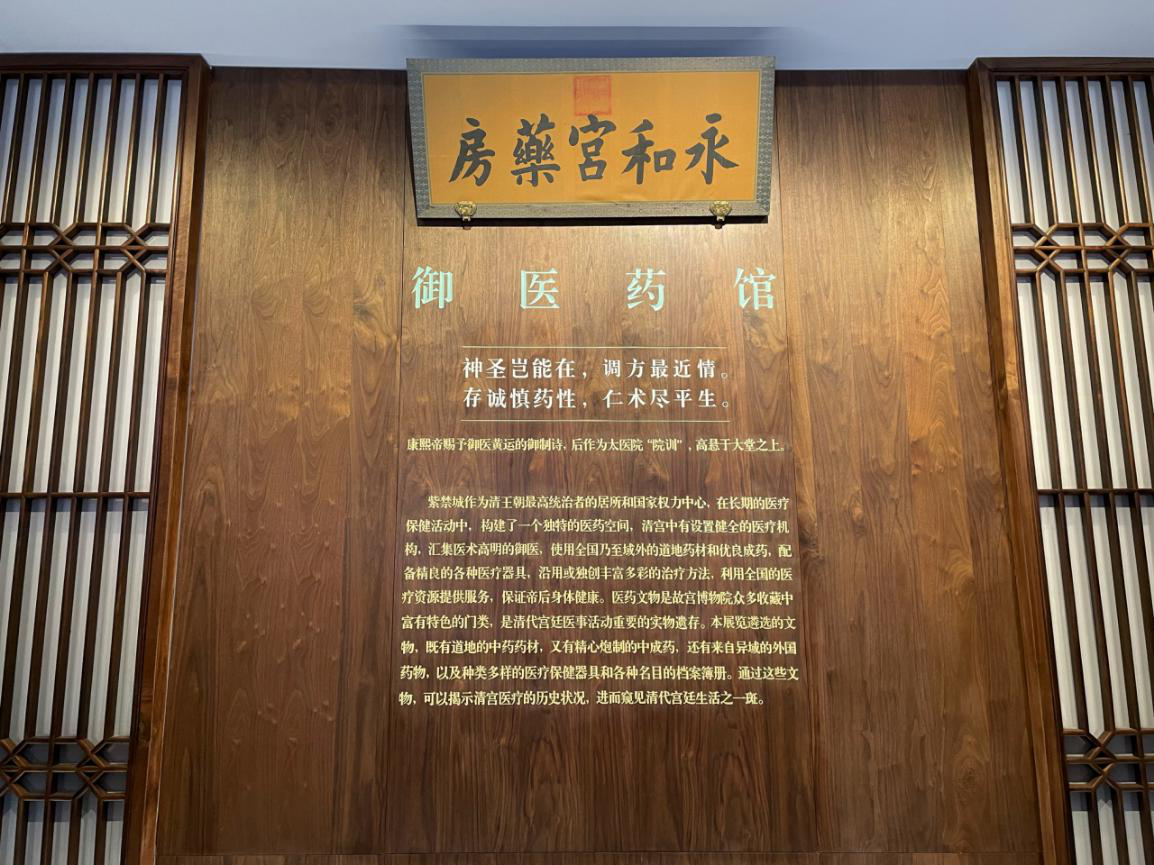 永和宮藥房
御医药馆
神圣岂能在，调方最近情。
存诚慎药性，仁术尽平生。
康熙帝赐予御医黄运的御制诗，后作为太医院“院训”，高悬于大堂之上。
紫禁城作为清王朝最高统治者的居所和国家权力中心，在长期的医疗
保健活动中，构建了一个独特的医药空间，清宫中有设置健全的医疗机
构，汇集医术高明的御医，使用全国乃至域外的道地药材和优良成药，配
备精良的各种医疗器具，沿用或独创丰富多彩的治疗方法，利用全国的医
疗资源提供服务，保证帝后身体健康。医药文物是故宫博物院众多收藏中
富有特色的门类，是清代宫廷医事活动重要的实物遗存。本展览遴选的文
物，既有道地的中药药材，又有精心炮制的中成药，还有来自异域的外国
药物，以及种类多样的医疗保健器具和各种名目的档案簿册。通过这些文
物，可以揭示清宫医疗的历史状况，进而窥见清代宫廷生活之一斑。